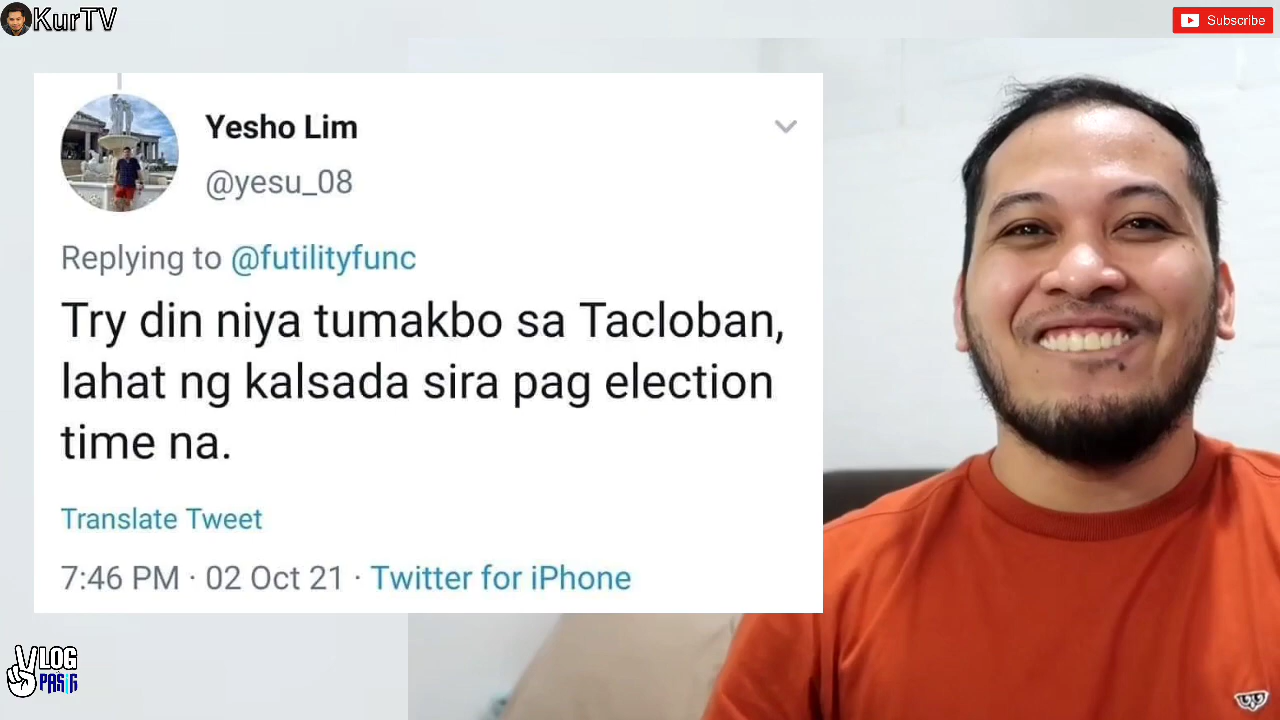 KurTV
Subscribe
Yesho Lim
@yesu_08
Replying to @futilityfunc
Try din niya tumakbo sa Tacloban,
lahat ng kalsada sira pag election
time na.
Translate Tweet
7:46 PM · 02 Oct 21 · Twitter for iPhone
VLOG
PASIG